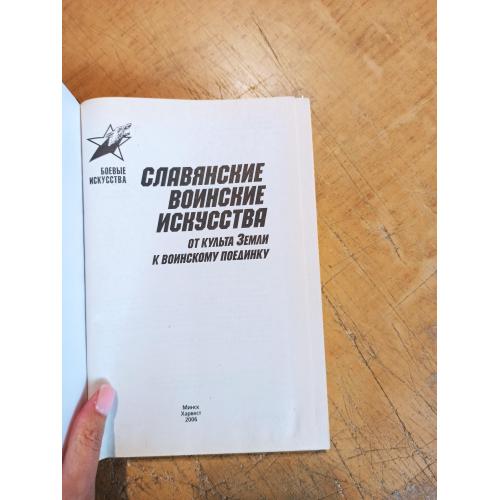 БОЕВЫЕ
ИСКУССТВА
СЛАВЯНСКИЕ
ВОИНСКИЕ
ИСКУССТВА
ОТ КУЛЬТА ЗЕМЛИ
К ВОИНСКОМУ ПОЕДИНКУ
Минск
Харвест
2006